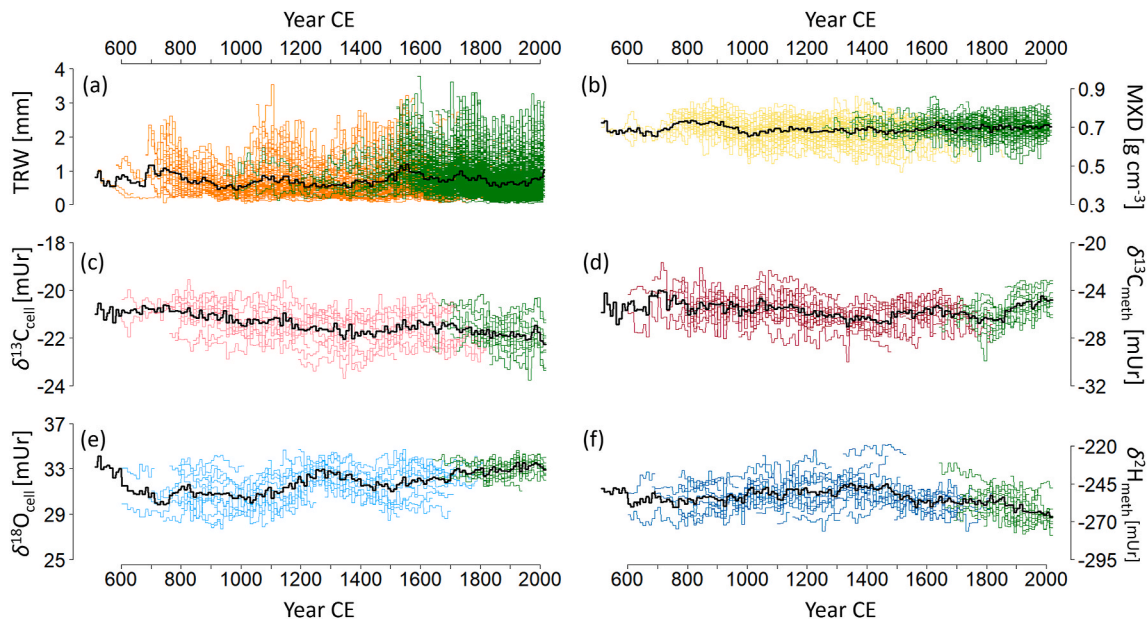 Year CE
Year CE
600 800 1000 1200 1400 1600 1800 2000
600 800 1000 1200 1400 1600 1800 2000
(a)
4
3
2
1
0
TRW [mm]
(b)
0.9
0.7
0.5
0.3
MXD [g cm⁻³]
(c)
-18
-20
-22
-24
δ¹³C_cell [mUr]
(d)
-20
-24
-28
-32
δ¹³C_meth [mUr]
(e)
37
33
29
25
δ¹⁸O_cell [mUr]
(f)
-220
-245
-270
-295
δ²H_meth [mUr]
600 800 1000 1200 1400 1600 1800 2000
600 800 1000 1200 1400 1600 1800 2000
Year CE
Year CE